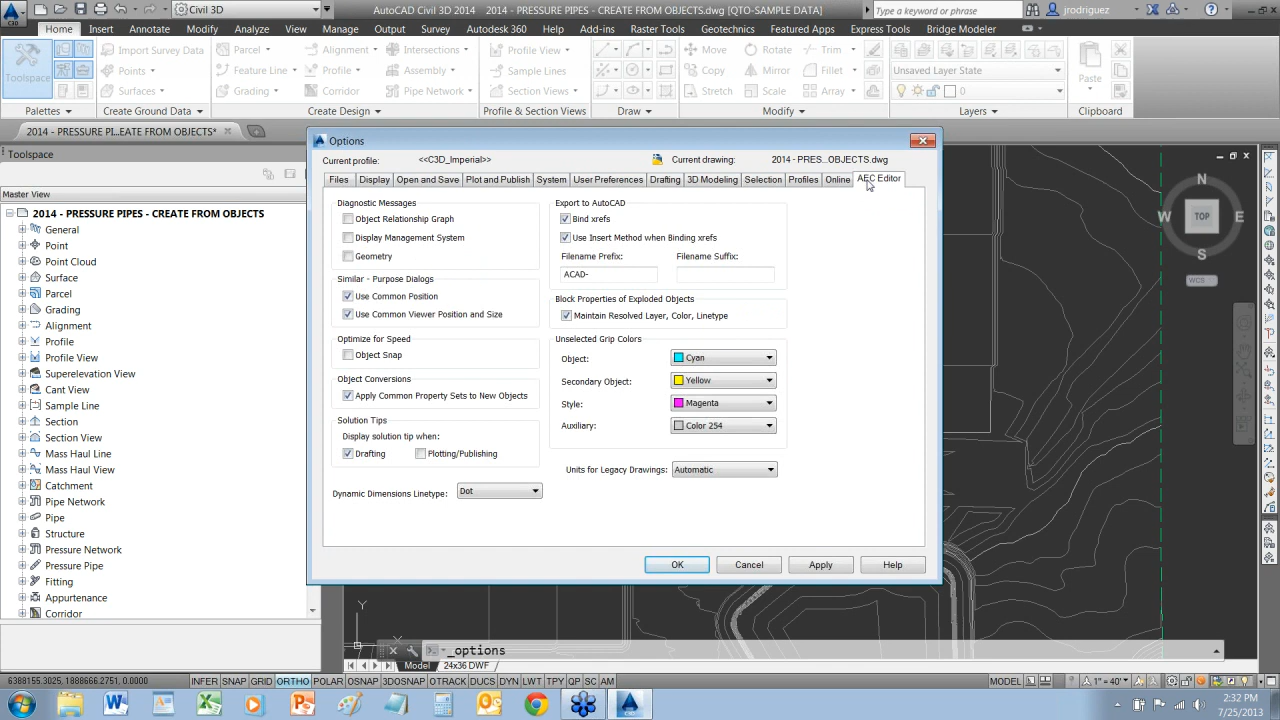 Civil 3D
AutoCAD Civil 3D 2014
2014 - PRESSURE PIPES - CREATE FROM OBJECTS.dwg [QTO-SAMPLE DATA]
Type a keyword or phrase
jrodriguez
Home Insert Annotate Modify Analyze View Manage Output Survey Autodesk 360 Help Add-ins Raster Tools Geotechnics Featured Apps Express Tools Bridge Modeler
Toolspace
Import Survey Data
Points
Surfaces
Parcel
Feature Line
Grading
Alignment
Profile
Corridor
Intersections
Assembly
Pipe Network
Profile View
Sample Lines
Section Views
Move Rotate Trim
Copy Mirror Fillet
Stretch Scale Array
Unsaved Layer State
0
Paste
Palettes Create Ground Data Create Design Profile & Section Views Draw Modify Layers Clipboard
2014 - PRESSURE PI...EATE FROM OBJECTS*
Toolspace
Master View
2014 - PRESSURE PIPES - CREATE FROM OBJECTS
General
Point
Point Cloud
Surface
Parcel
Grading
Alignment
Profile
Profile View
Superelevation View
Cant View
Sample Line
Section
Section View
Mass Haul Line
Mass Haul View
Catchment
Pipe Network
Pipe
Structure
Pressure Network
Pressure Pipe
Fitting
Appurtenance
Corridor
Options
Current profile: <<C3D_Imperial>> Current drawing: 2014 - PRES...OBJECTS.dwg
Files Display Open and Save Plot and Publish System User Preferences Drafting 3D Modeling Selection Profiles Online AEC Editor
Diagnostic Messages
Object Relationship Graph
Display Management System
Geometry
Similar - Purpose Dialogs
Use Common Position
Use Common Viewer Position and Size
Optimize for Speed
Object Snap
Object Conversions
Apply Common Property Sets to New Objects
Solution Tips
Display solution tip when:
Drafting Plotting/Publishing
Dynamic Dimensions Linetype: Dot
Export to AutoCAD
Bind xrefs
Use Insert Method when Binding xrefs
Filename Prefix: Filename Suffix:
ACAD-
Block Properties of Exploded Objects
Maintain Resolved Layer, Color, Linetype
Unselected Grip Colors
Object: Cyan
Secondary Object: Yellow
Style: Magenta
Auxiliary: Color 254
Units for Legacy Drawings: Automatic
OK Cancel Apply Help
N
W TOP E
S
WCS
Y
X
_options
Model 24x36 DWF
6388155.3025, 1888666.2751, 0.0000
INFER SNAP GRID ORTHO POLAR OSNAP 3DOSNAP OTRACK DUCS DYN LWT TPY QP SC AM
MODEL
1" = 40'
2:32 PM
7/25/2013